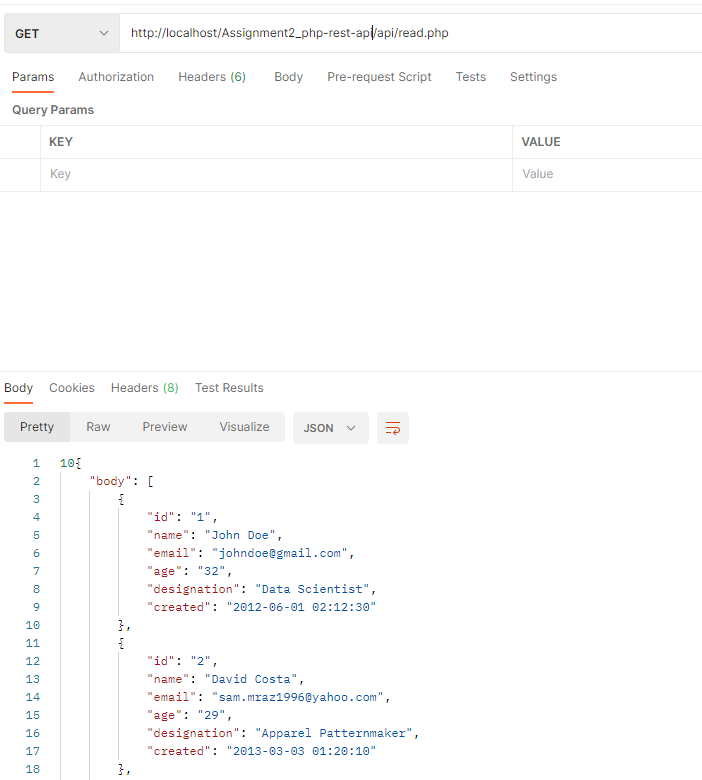 GET http://localhost/Assignment2_php-rest-api/api/read.php
Params Authorization Headers (6) Body Pre-request Script Tests Settings
Query Params
KEY VALUE
Key Value
Body Cookies Headers (8) Test Results
Pretty Raw Preview Visualize JSON
1 10{
2 "body": [
3 {
4 "id": "1",
5 "name": "John Doe",
6 "email": "johndoe@gmail.com",
7 "age": "32",
8 "designation": "Data Scientist",
9 "created": "2012-06-01 02:12:30"
10 },
11 {
12 "id": "2",
13 "name": "David Costa",
14 "email": "sam.mraz1996@yahoo.com",
15 "age": "29",
16 "designation": "Apparel Patternmaker",
17 "created": "2013-03-03 01:20:10"
18 },